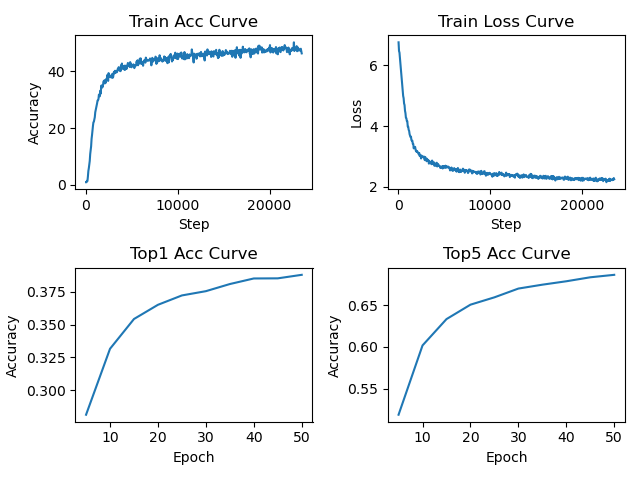 Train Acc Curve
Train Loss Curve
Accuracy
40
20
0
0
10000
20000
Step
Loss
6
4
2
0
10000
20000
Step
Top1 Acc Curve
Top5 Acc Curve
Accuracy
0.375
0.350
0.325
0.300
10
20
30
40
50
Epoch
Accuracy
0.65
0.60
0.55
10
20
30
40
50
Epoch